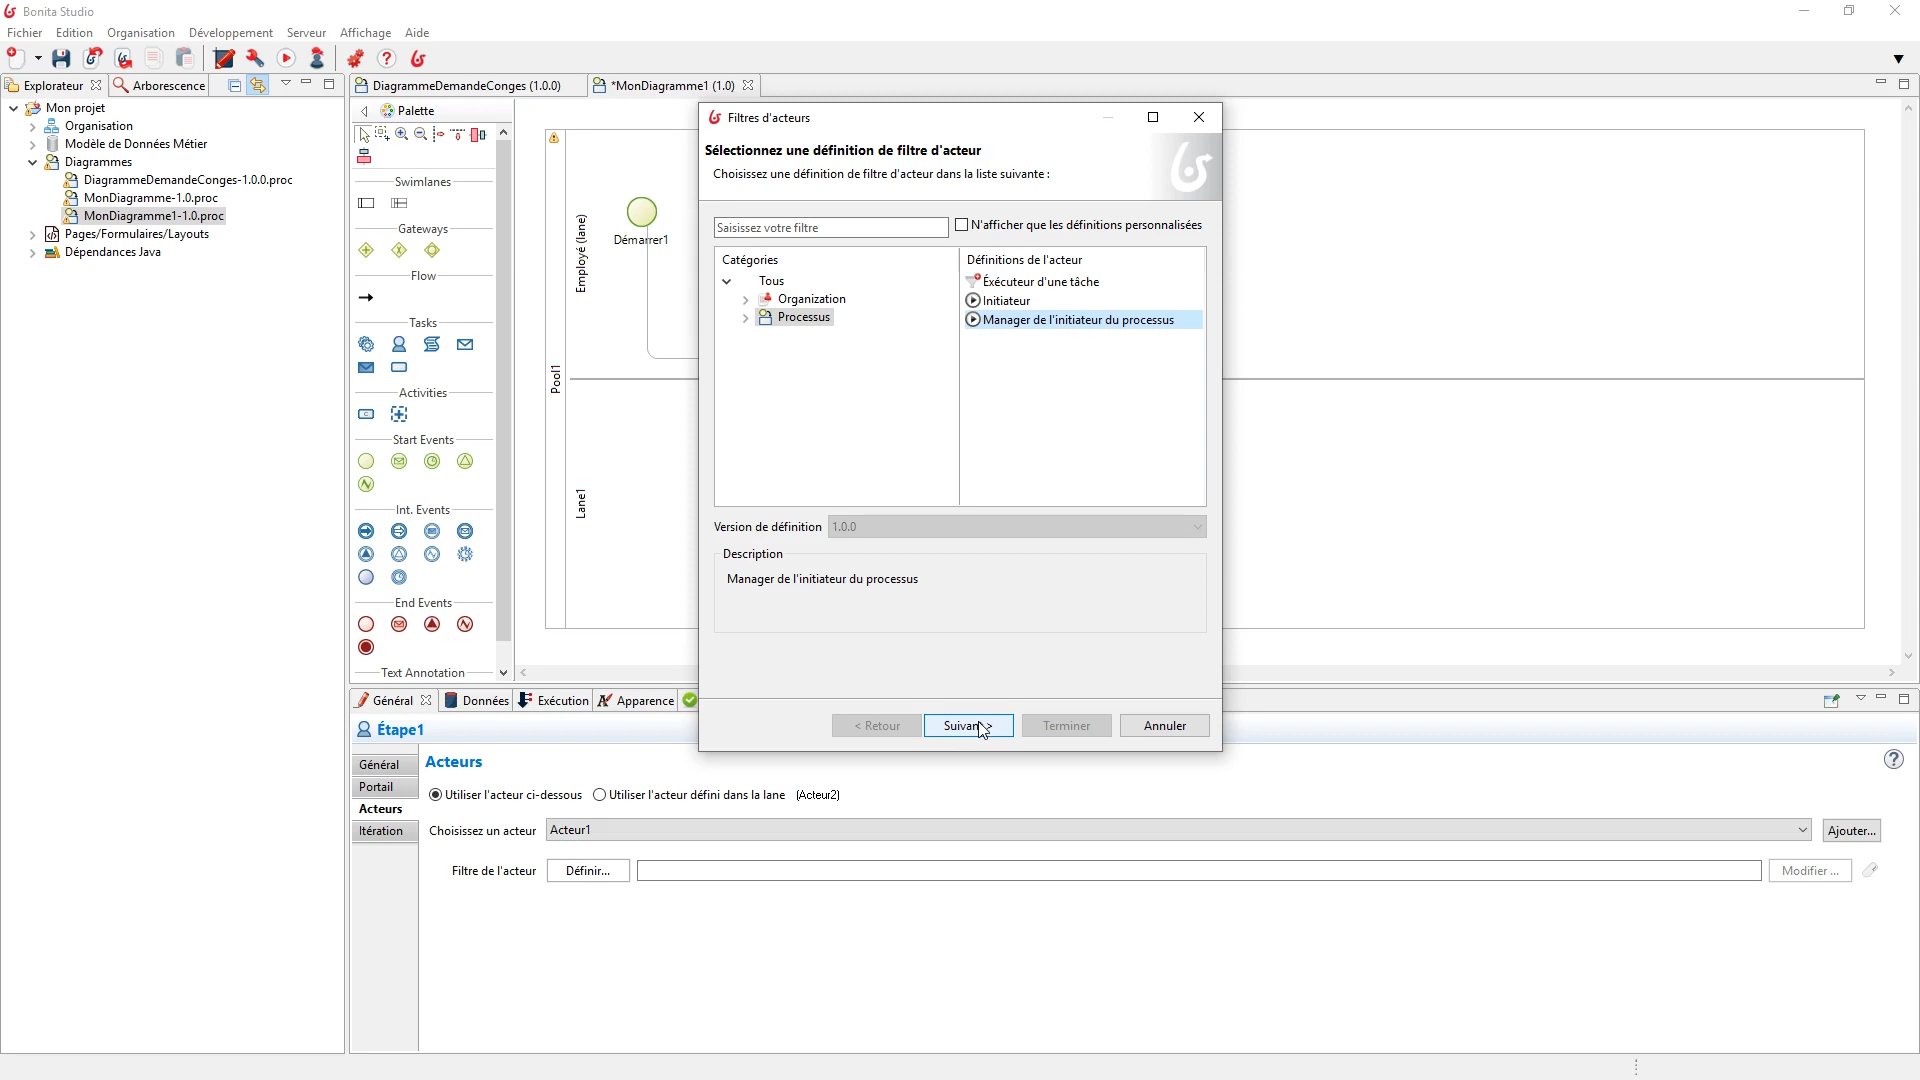 Bonita Studio
Fichier Edition Organisation Développement Serveur Affichage Aide
Explorateur Arborescence
Mon projet
Organisation
Modèle de Données Métier
Diagrammes
DiagrammeDemandeConges-1.0.0.proc
MonDiagramme-1.0.proc
MonDiagramme1-1.0.proc
Pages/Formulaires/Layouts
Dépendances Java
DiagrammeDemandeConges (1.0.0) *MonDiagramme1 (1.0)
Palette
Swimlanes
Gateways
Flow
Tasks
Activities
Start Events
Int. Events
End Events
Text Annotation
Pool1
Employé (lane)
Démarrer1
Lane1
Filtres d'acteurs
Sélectionnez une définition de filtre d'acteur
Choisissez une définition de filtre d'acteur dans la liste suivante :
Saisissez votre filtre
N'afficher que les définitions personnalisées
Catégories
Tous
Organization
Processus
Définitions de l'acteur
Éxécuteur d'une tâche
Initiateur
Manager de l'initiateur du processus
Version de définition 1.0.0
Description
Manager de l'initiateur du processus
< Retour Suivant > Terminer Annuler
Général Données Exécution Apparence
Étape1
Général
Portail
Acteurs
Itération
Acteurs
Utiliser l'acteur ci-dessous Utiliser l'acteur défini dans la lane (Acteur2)
Choisissez un acteur Acteur1 Ajouter...
Filtre de l'acteur Définir... Modifier ...